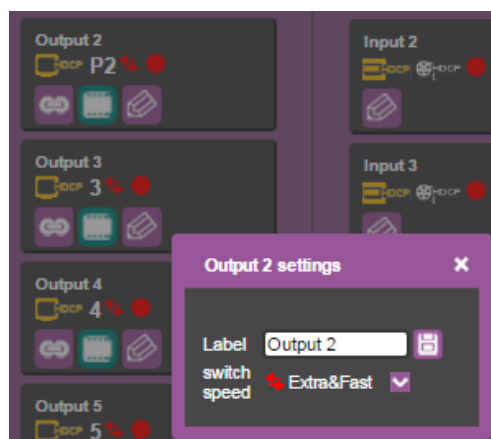 Output 2
HDCP P2
Input 2
HDCP HDCP
Output 3
HDCP 3
Input 3
HDCP HDCP
Output 4
HDCP 4
Output 5
HDCP 5
Output 2 settings
Label Output 2
switch speed Extra&Fast